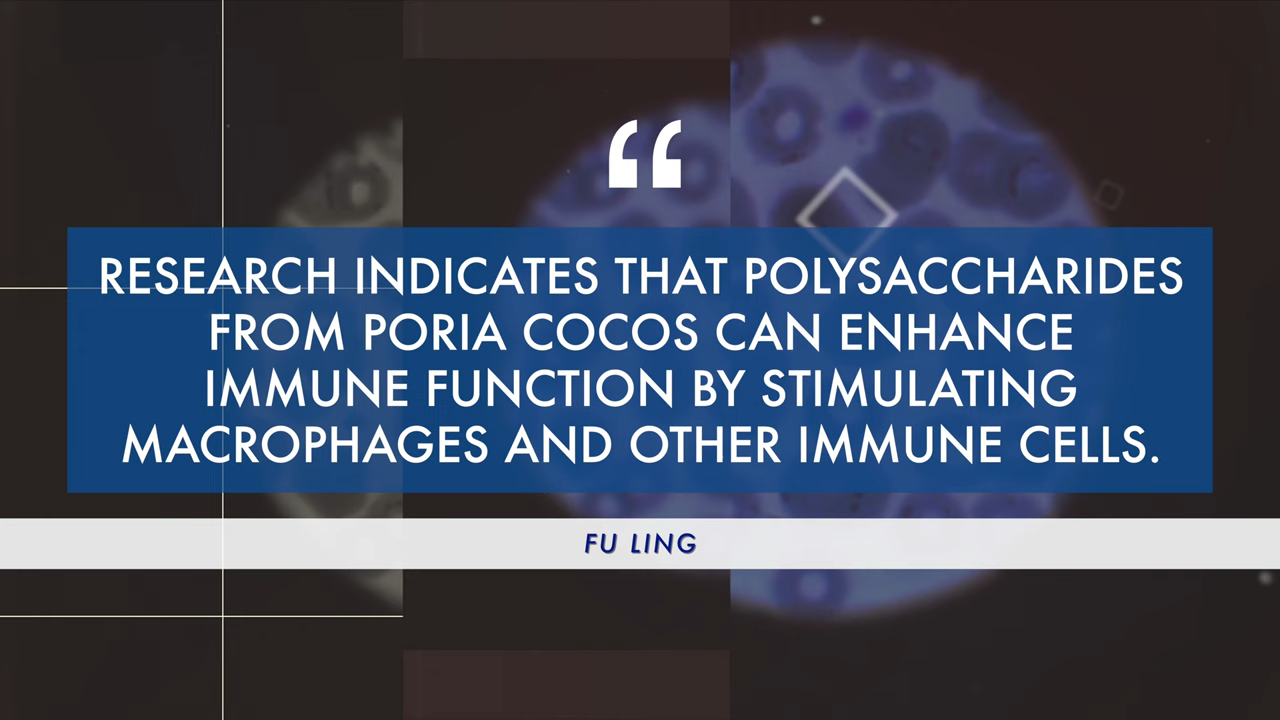 “
RESEARCH INDICATES THAT POLYSACCHARIDES
FROM PORIA COCOS CAN ENHANCE
IMMUNE FUNCTION BY STIMULATING
MACROPHAGES AND OTHER IMMUNE CELLS.
FU LING